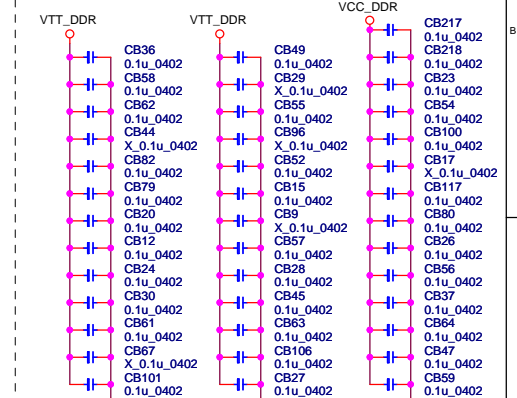 VTT_DDR
CB36
0.1u_0402
CB58
0.1u_0402
CB62
0.1u_0402
CB44
X_0.1u_0402
CB82
0.1u_0402
CB79
0.1u_0402
CB20
0.1u_0402
CB12
0.1u_0402
CB24
0.1u_0402
CB30
0.1u_0402
CB61
0.1u_0402
CB67
X_0.1u_0402
CB101
0.1u_0402
VTT_DDR
CB49
0.1u_0402
CB29
X_0.1u_0402
CB55
0.1u_0402
CB96
X_0.1u_0402
CB52
0.1u_0402
CB15
0.1u_0402
CB9
X_0.1u_0402
CB57
0.1u_0402
CB28
0.1u_0402
CB45
0.1u_0402
CB63
0.1u_0402
CB106
0.1u_0402
CB27
0.1u_0402
VCC_DDR
CB217
0.1u_0402
CB218
0.1u_0402
CB23
0.1u_0402
CB54
0.1u_0402
CB100
0.1u_0402
CB17
X_0.1u_0402
CB117
0.1u_0402
CB80
0.1u_0402
CB26
0.1u_0402
CB56
0.1u_0402
CB37
0.1u_0402
CB64
0.1u_0402
CB47
0.1u_0402
CB59
0.1u_0402
B